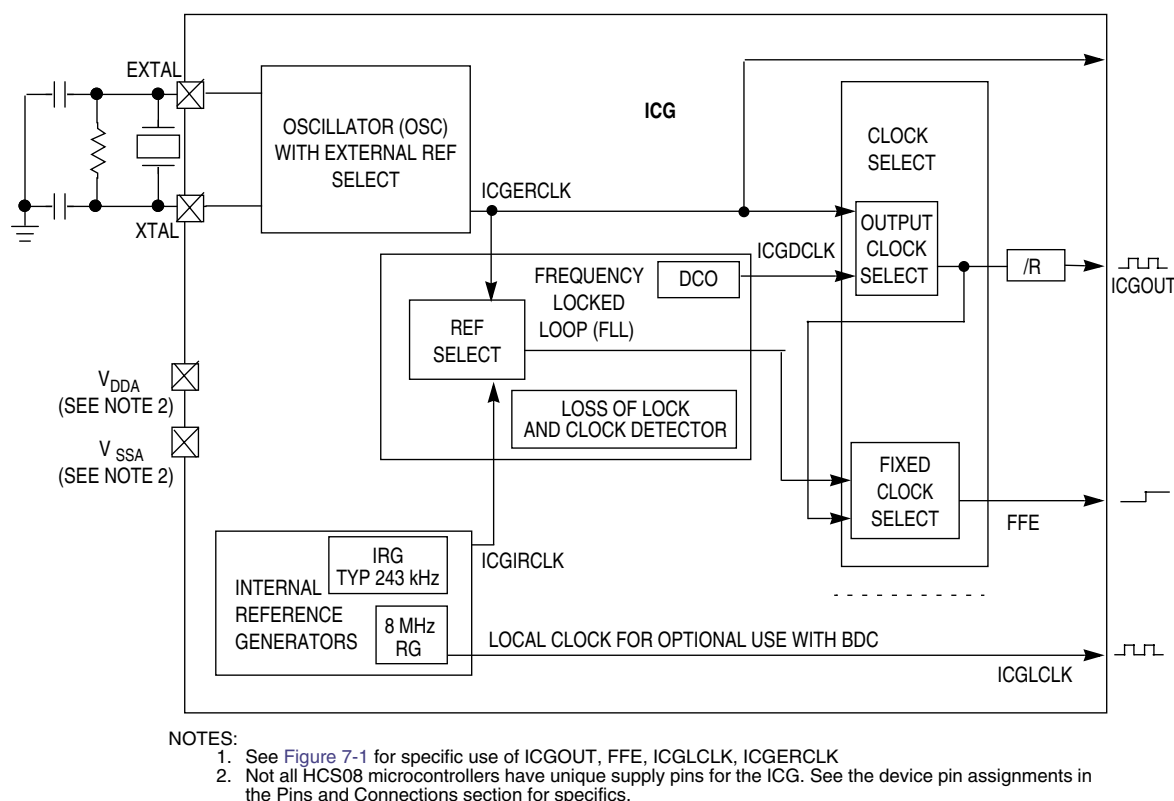 EXTAL
XTAL
OSCILLATOR (OSC)
WITH EXTERNAL REF
SELECT
ICG
CLOCK
SELECT
ICGERCLK
OUTPUT
CLOCK
SELECT
ICGDCLK
/R
ICGOUT
FREQUENCY
LOCKED
LOOP (FLL)
DCO
REF
SELECT
LOSS OF LOCK
AND CLOCK DETECTOR
VDDA
(SEE NOTE 2)
V SSA
(SEE NOTE 2)
FIXED
CLOCK
SELECT
FFE
ICGIRCLK
INTERNAL
REFERENCE
GENERATORS
IRG
TYP 243 kHz
8 MHz
RG
LOCAL CLOCK FOR OPTIONAL USE WITH BDC
ICGLCLK
NOTES:
1. See Figure 7-1 for specific use of ICGOUT, FFE, ICGLCLK, ICGERCLK
2. Not all HCS08 microcontrollers have unique supply pins for the ICG. See the device pin assignments in
the Pins and Connections section for specifics.